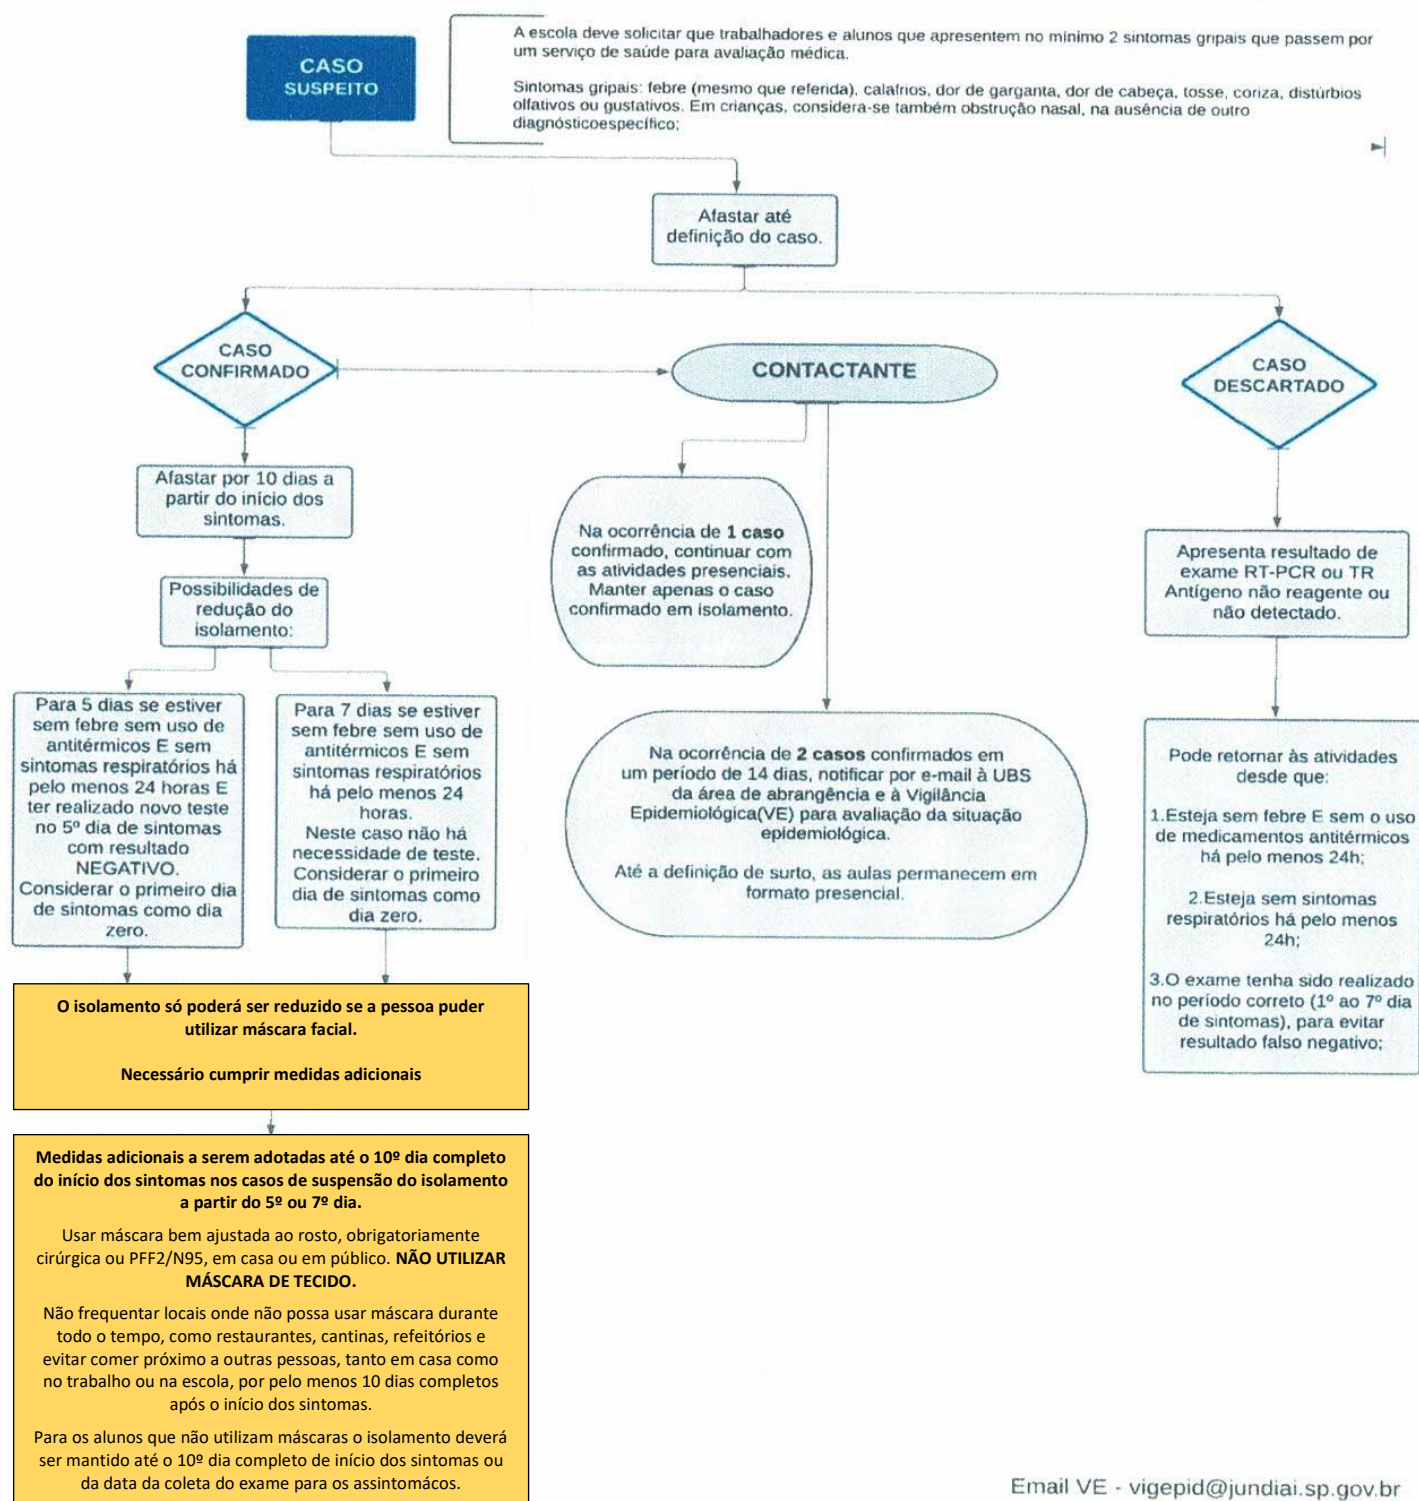 CASO
SUSPEITO
A escola deve solicitar que trabalhadores e alunos que apresentem no mínimo 2 sintomas gripais que passem por
um serviço de saúde para avaliação médica.
Sintomas gripais: febre (mesmo que referida), calafrios, dor de garganta, dor de cabeça, tosse, coriza, distúrbios
olfativos ou gustativos. Em crianças, considera-se também obstrução nasal, na ausência de outro
diagnósticoespecífico;
Afastar até
definição do caso.
CASO
CONFIRMADO
CONTACTANTE
CASO
DESCARTADO
Afastar por 10 dias a
partir do início dos
sintomas.
Possibilidades de
redução do
isolamento:
Para 5 dias se estiver
sem febre sem uso de
antitérmicos E sem
sintomas respiratórios há
pelo menos 24 horas E
ter realizado novo teste
no 5º dia de sintomas
com resultado
NEGATIVO.
Considerar o primeiro dia
de sintomas como dia
zero.
Para 7 dias se estiver
sem febre sem uso de
antitérmicos E sem
sintomas respiratórios
há pelo menos 24
horas.
Neste caso não há
necessidade de teste.
Considerar o primeiro
dia de sintomas como
dia zero.
Na ocorrência de 1 caso
confirmado, continuar com
as atividades presenciais.
Manter apenas o caso
confirmado em isolamento.
Na ocorrência de 2 casos confirmados em
um período de 14 dias, notificar por e-mail à UBS
da área de abrangência e à Vigilância
Epidemiológica(VE) para avaliação da situação
epidemiológica.
Até a definição de surto, as aulas permanecem em
formato presencial.
Apresenta resultado de
exame RT-PCR ou TR
Antígeno não reagente ou
não detectado.
Pode retornar às atividades
desde que:
1.Esteja sem febre E sem o uso
de medicamentos antitérmicos
há pelo menos 24h;
2.Esteja sem sintomas
respiratórios há pelo menos
24h;
3.O exame tenha sido realizado
no período correto (1º ao 7º dia
de sintomas), para evitar
resultado falso negativo;
O isolamento só poderá ser reduzido se a pessoa puder
utilizar máscara facial.
Necessário cumprir medidas adicionais
Medidas adicionais a serem adotadas até o 10º dia completo
do início dos sintomas nos casos de suspensão do isolamento
a partir do 5º ou 7º dia.
Usar máscara bem ajustada ao rosto, obrigatoriamente
cirúrgica ou PFF2/N95, em casa ou em público. NÃO UTILIZAR
MÁSCARA DE TECIDO.
Não frequentar locais onde não possa usar máscara durante
todo o tempo, como restaurantes, cantinas, refeitórios e
evitar comer próximo a outras pessoas, tanto em casa como
no trabalho ou na escola, por pelo menos 10 dias completos
após o início dos sintomas.
Para os alunos que não utilizam máscaras o isolamento deverá
ser mantido até o 10º dia completo de início dos sintomas ou
da data da coleta do exame para os assintomácos.
Email VE - vigepid@jundiai.sp.gov.br